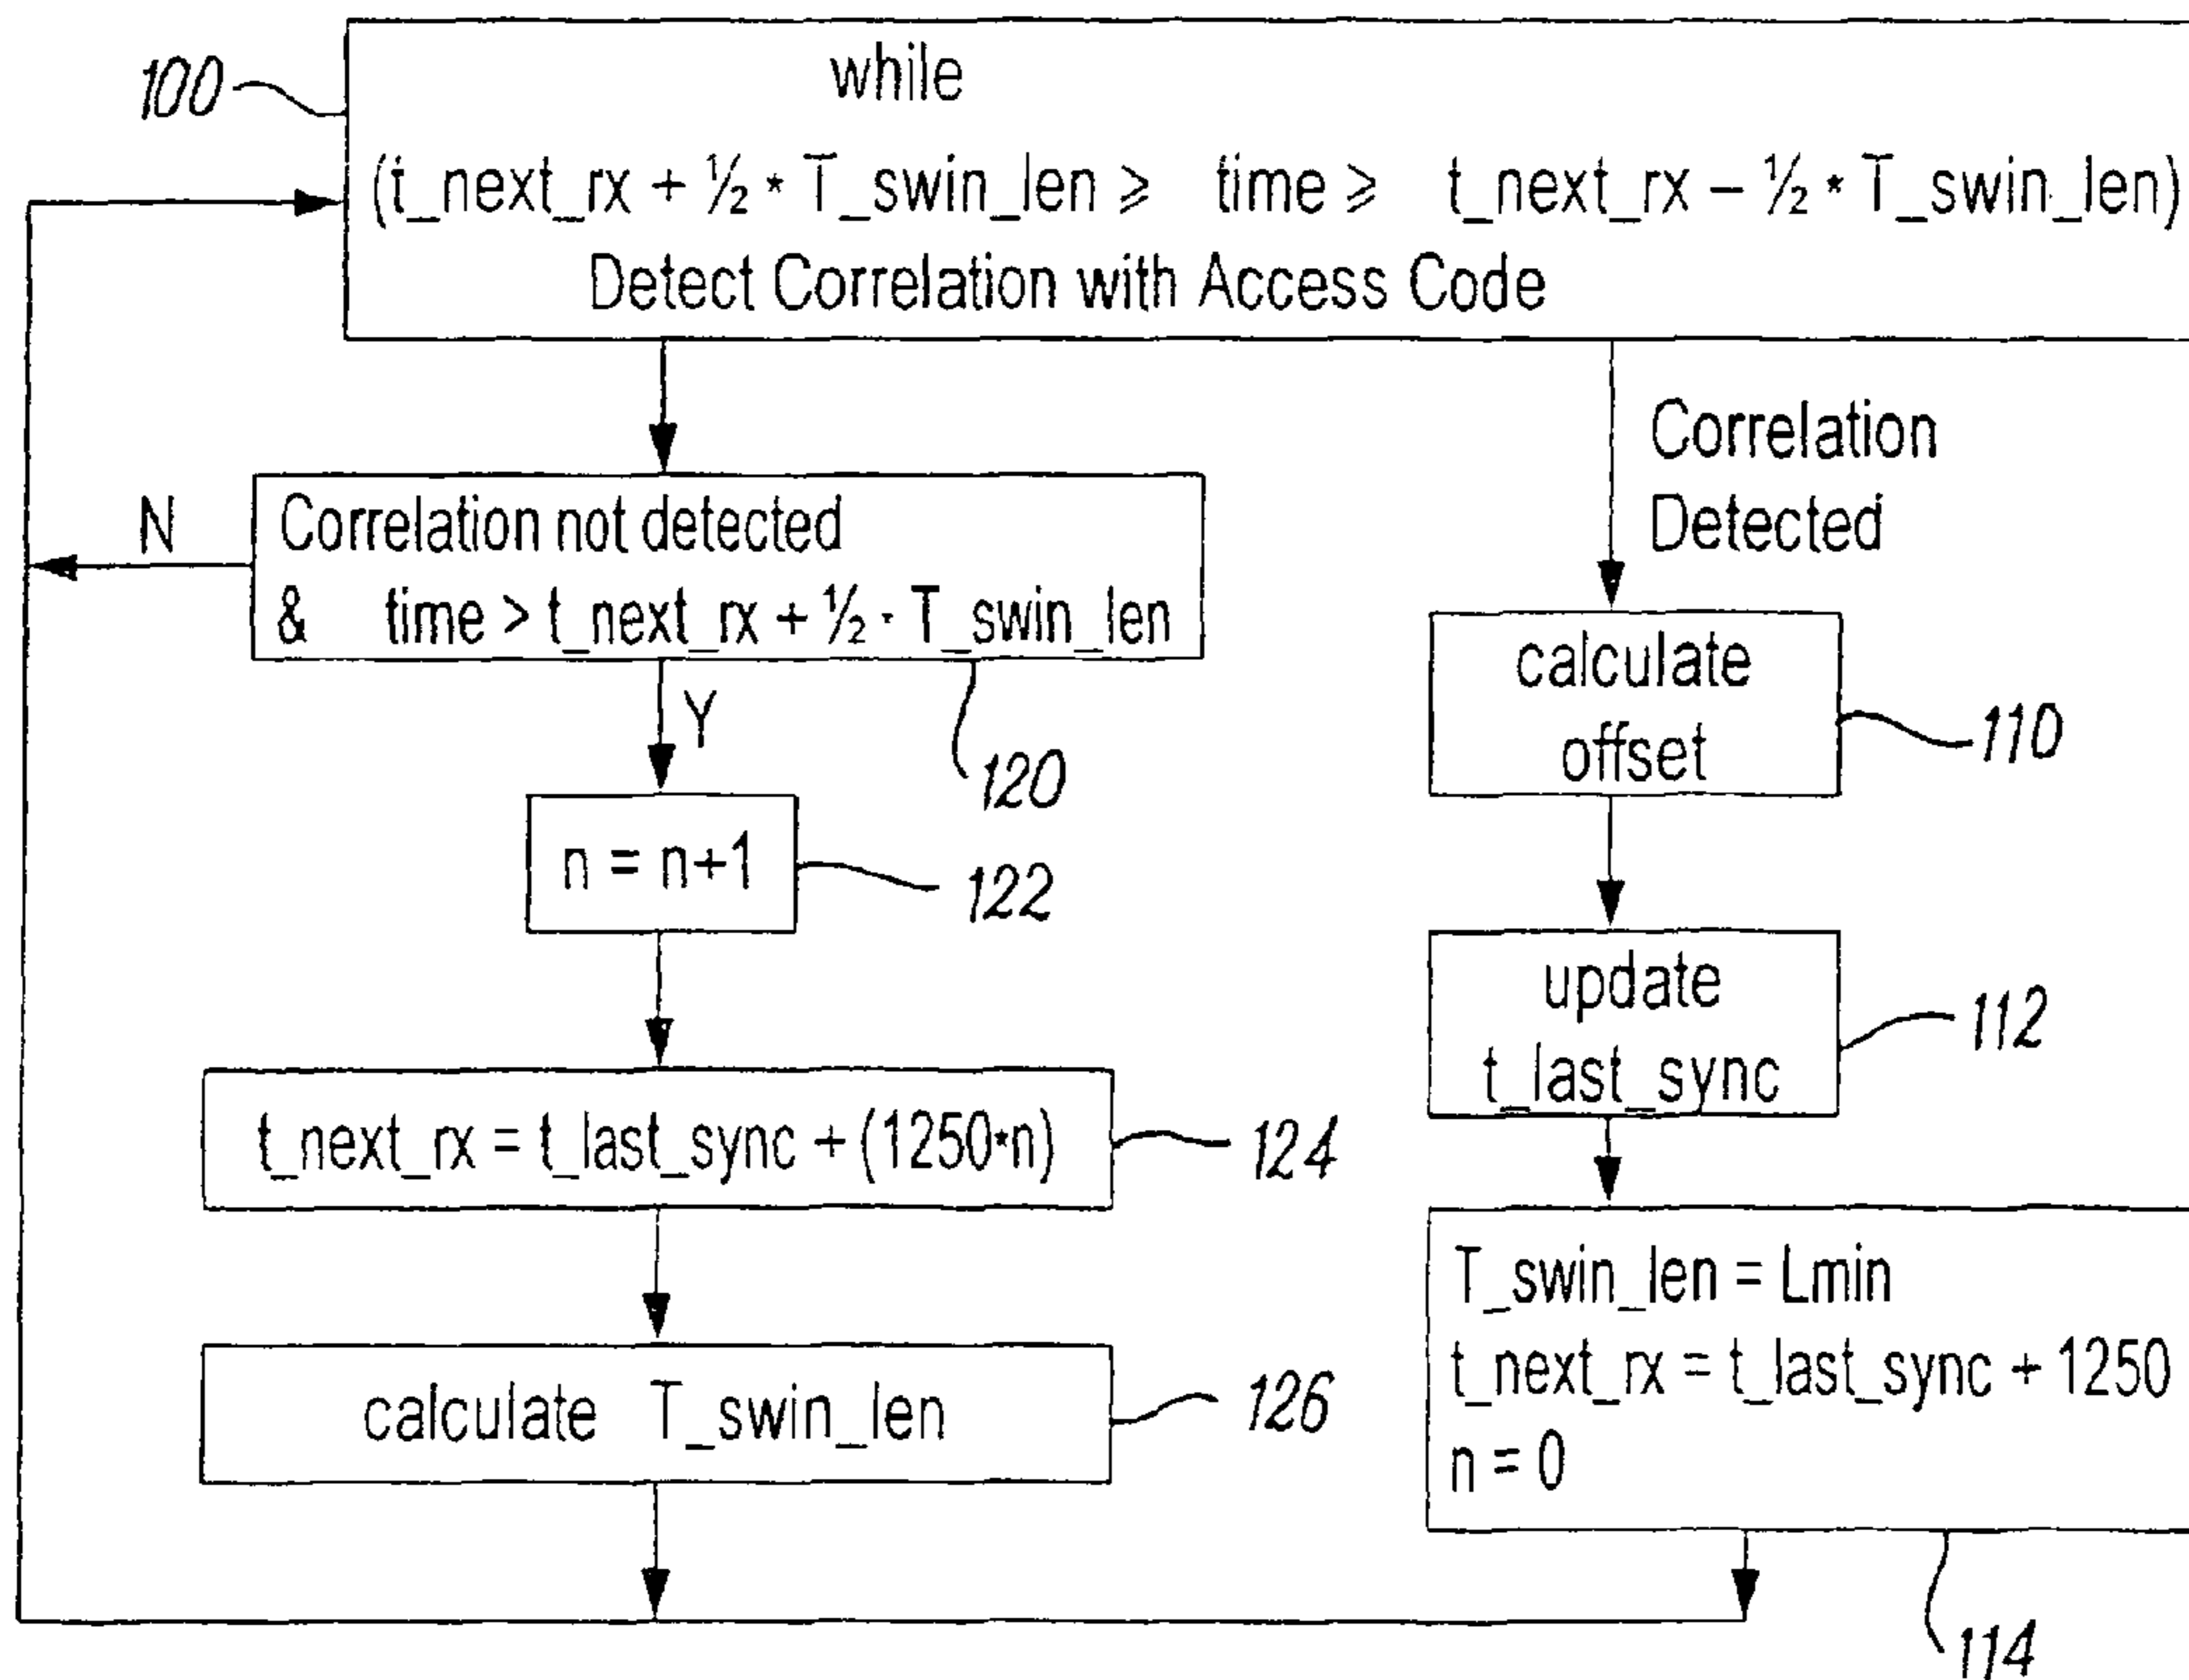 while
100
(t_next_rx + ½ * T_swin_len ⩾ time ⩾ t_next_rx – ½ * T_swin_len)
Detect Correlation with Access Code
Correlation
Detected
N
Correlation not detected
& time > t_next_rx + ½ · T_swin_len
Y
120
calculate
offset
110
n = n+1
122
update
t_last_sync
112
t_next_rx = t_last_sync + (1250*n)
124
T_swin_len = Lmin
t_next_rx = t_last_sync + 1250
n = 0
114
calculate T_swin_len
126